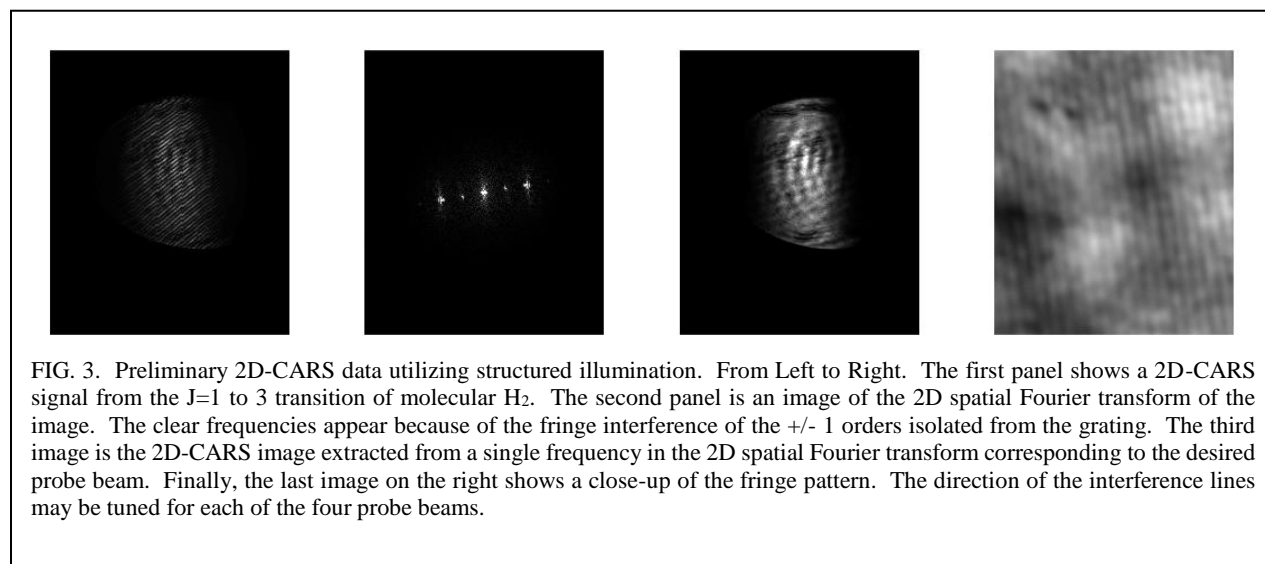 FIG. 3. Preliminary 2D-CARS data utilizing structured illumination. From Left to Right. The first panel shows a 2D-CARS
signal from the J=1 to 3 transition of molecular H₂. The second panel is an image of the 2D spatial Fourier transform of the
image. The clear frequencies appear because of the fringe interference of the +/- 1 orders isolated from the grating. The third
image is the 2D-CARS image extracted from a single frequency in the 2D spatial Fourier transform corresponding to the desired
probe beam. Finally, the last image on the right shows a close-up of the fringe pattern. The direction of the interference lines
may be tuned for each of the four probe beams.